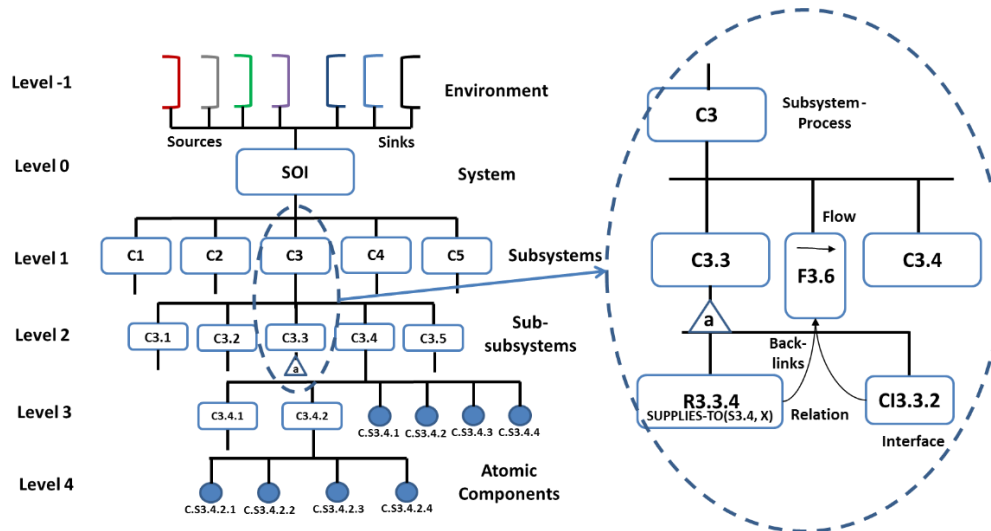 Level -1
Environment
Sources
Sinks
Level 0
SOI
System
Level 1
C1
C2
C3
C4
C5
Subsystems
Level 2
C3.1
C3.2
C3.3
C3.4
C3.5
Sub-
subsystems
a
Level 3
C3.4.1
C3.4.2
C.S3.4.1
C.S3.4.2
C.S3.4.3
C.S3.4.4
Level 4
Atomic
Components
C.S3.4.2.1
C.S3.4.2.2
C.S3.4.2.3
C.S3.4.2.4
C3
Subsystem-
Process
Flow
C3.3
F3.6
C3.4
a
Back-
links
R3.3.4
SUPPLIES-TO(S3.4, X)
Relation
CI3.3.2
Interface